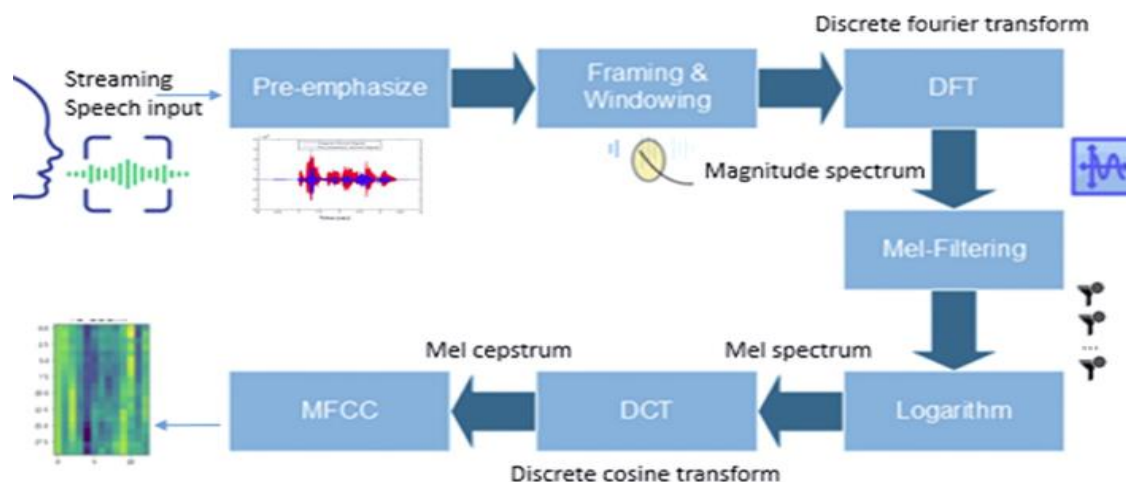 Discrete fourier transform
Streaming
Speech input
Pre-emphasize
Framing &
Windowing
DFT
Magnitude spectrum
Mel-Filtering
...
Mel cepstrum
Mel spectrum
MFCC
DCT
Logarithm
Discrete cosine transform